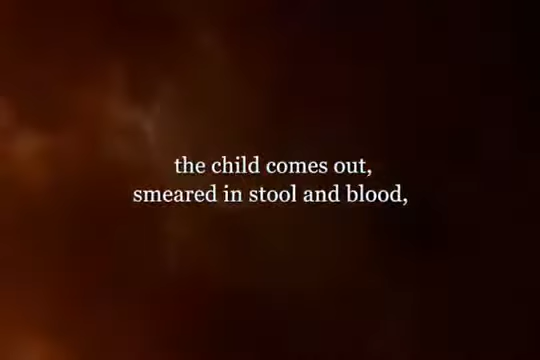 the child comes out,
smeared in stool and blood,